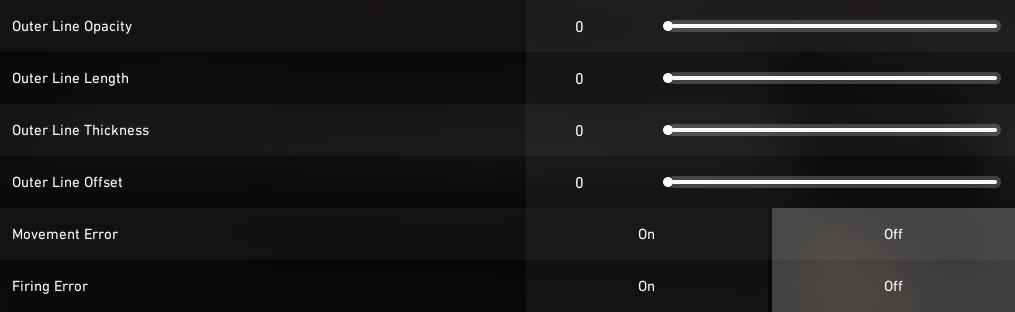 Outer Line Opacity 0
Outer Line Length 0
Outer Line Thickness 0
Outer Line Offset 0
Movement Error On Off
Firing Error On Off